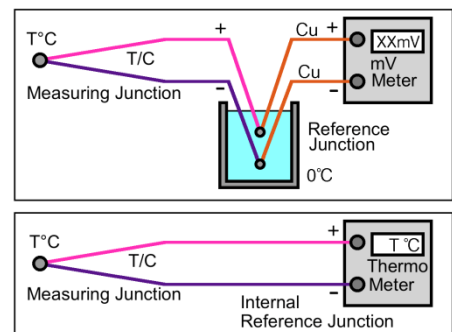 T°C
+
Cu
+
XXmV
T/C
Cu
mV
Meter
Measuring Junction
−
−
Reference
Junction
0℃
T°C
+
T ℃
T/C
Thermo
Meter
Measuring Junction
−
Internal
Reference Junction